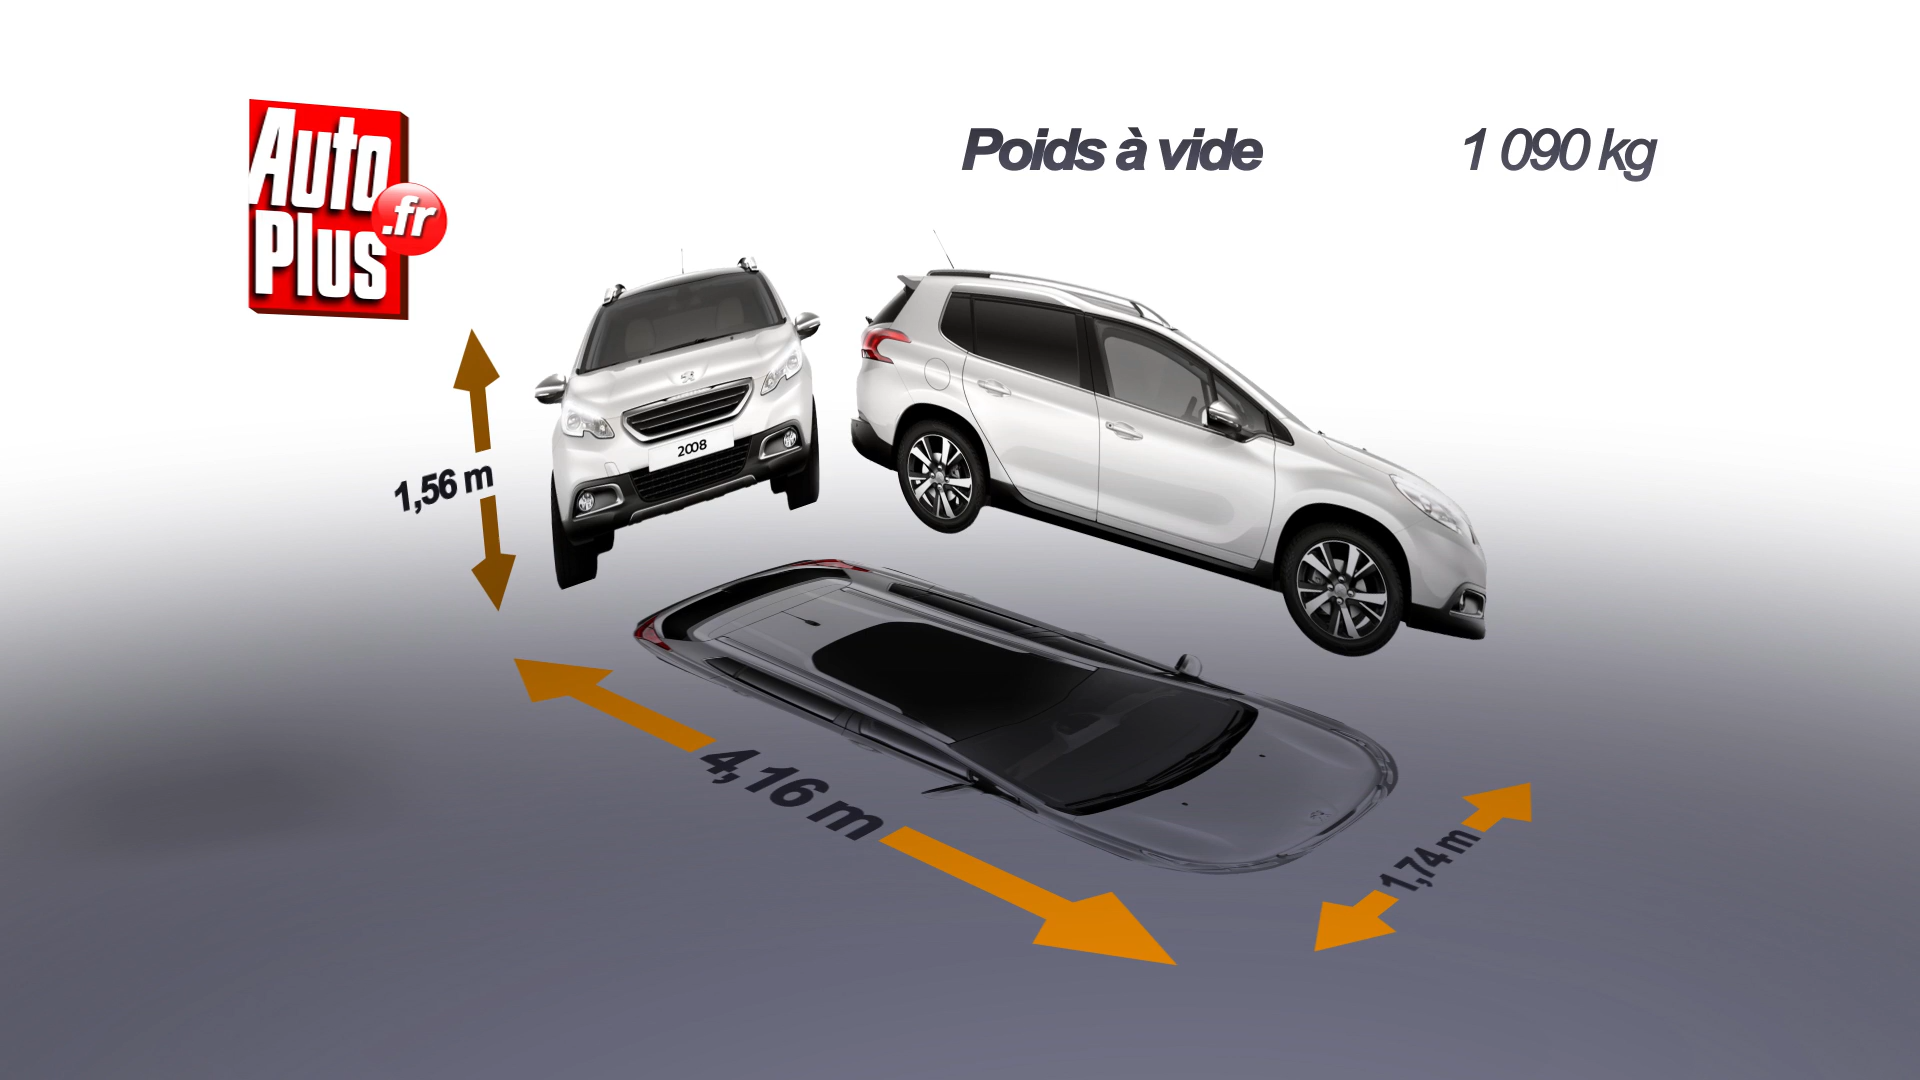 Auto
Plus
.fr
Poids à vide 1 090 kg
2008
1,56 m
4,16 m
1,74 m